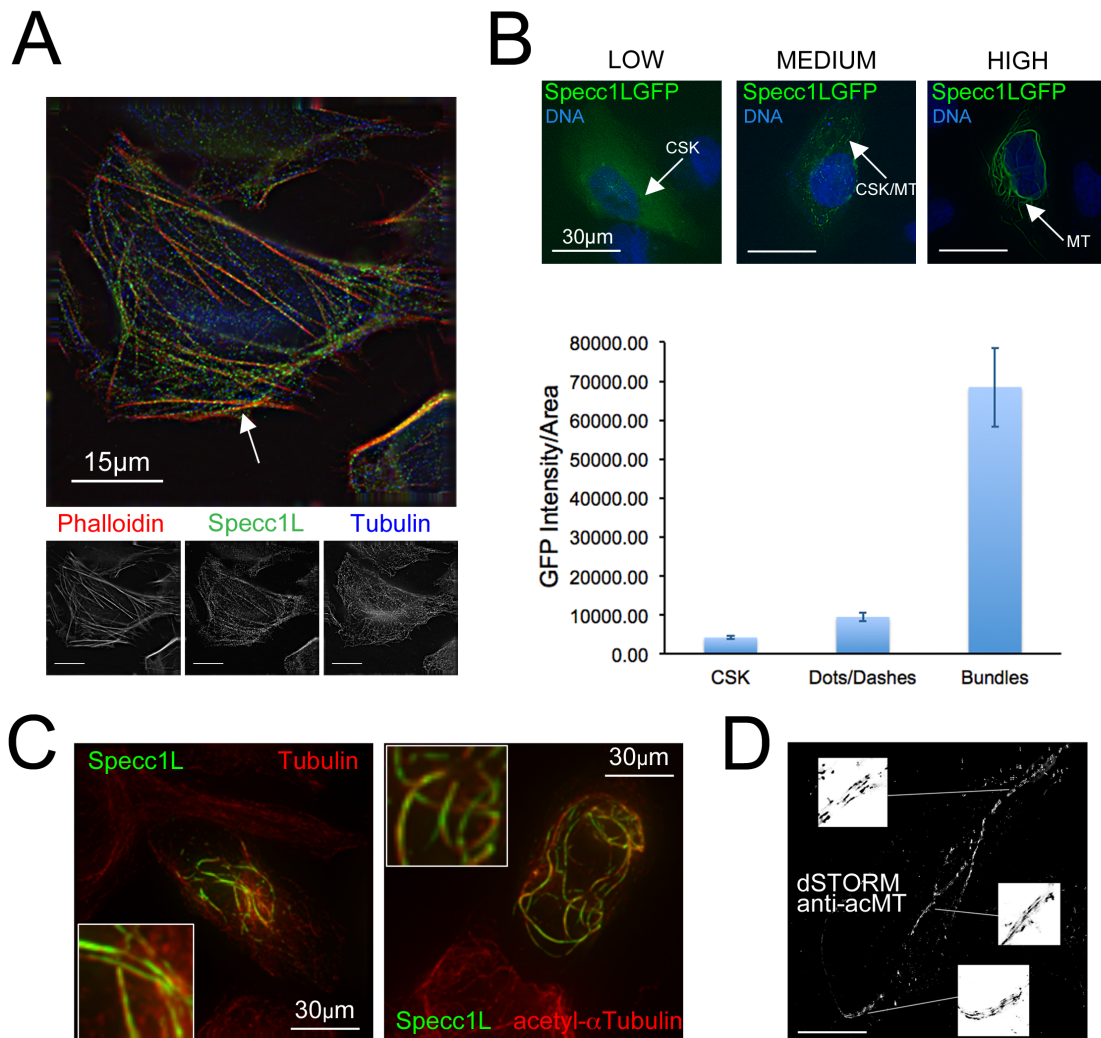 A
15µm
Phalloidin Specc1L Tubulin
B
LOW MEDIUM HIGH
Specc1LGFP
DNA
CSK
30µm
Specc1LGFP
DNA
CSK/MT
Specc1LGFP
DNA
MT
GFP Intensity/Area
80000.00
70000.00
60000.00
50000.00
40000.00
30000.00
20000.00
10000.00
0.00
CSK Dots/Dashes Bundles
C
Specc1L Tubulin
30µm
30µm
Specc1L acetyl-αTubulin
D
dSTORM
anti-acMT